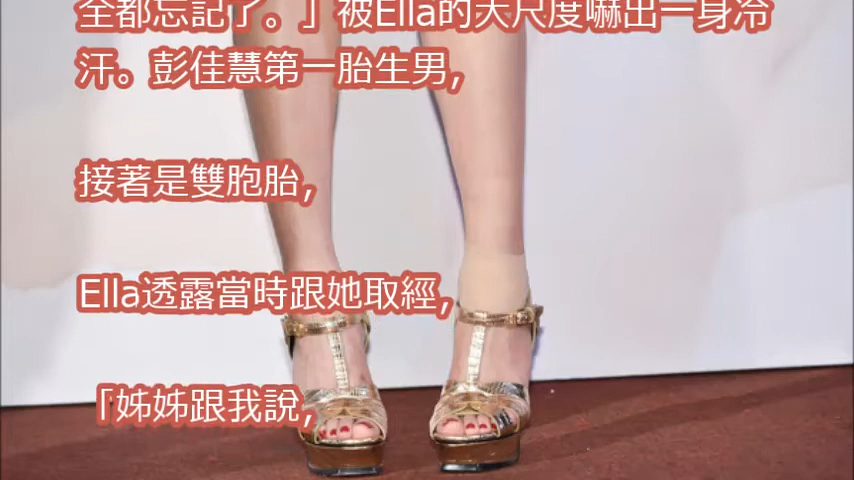 全都忘記了。」被Ella的大尺度嚇出一身冷
汗。彭佳慧第一胎生男，
接著是雙胞胎，
Ella透露當時跟她取經，
「姊姊跟我說，